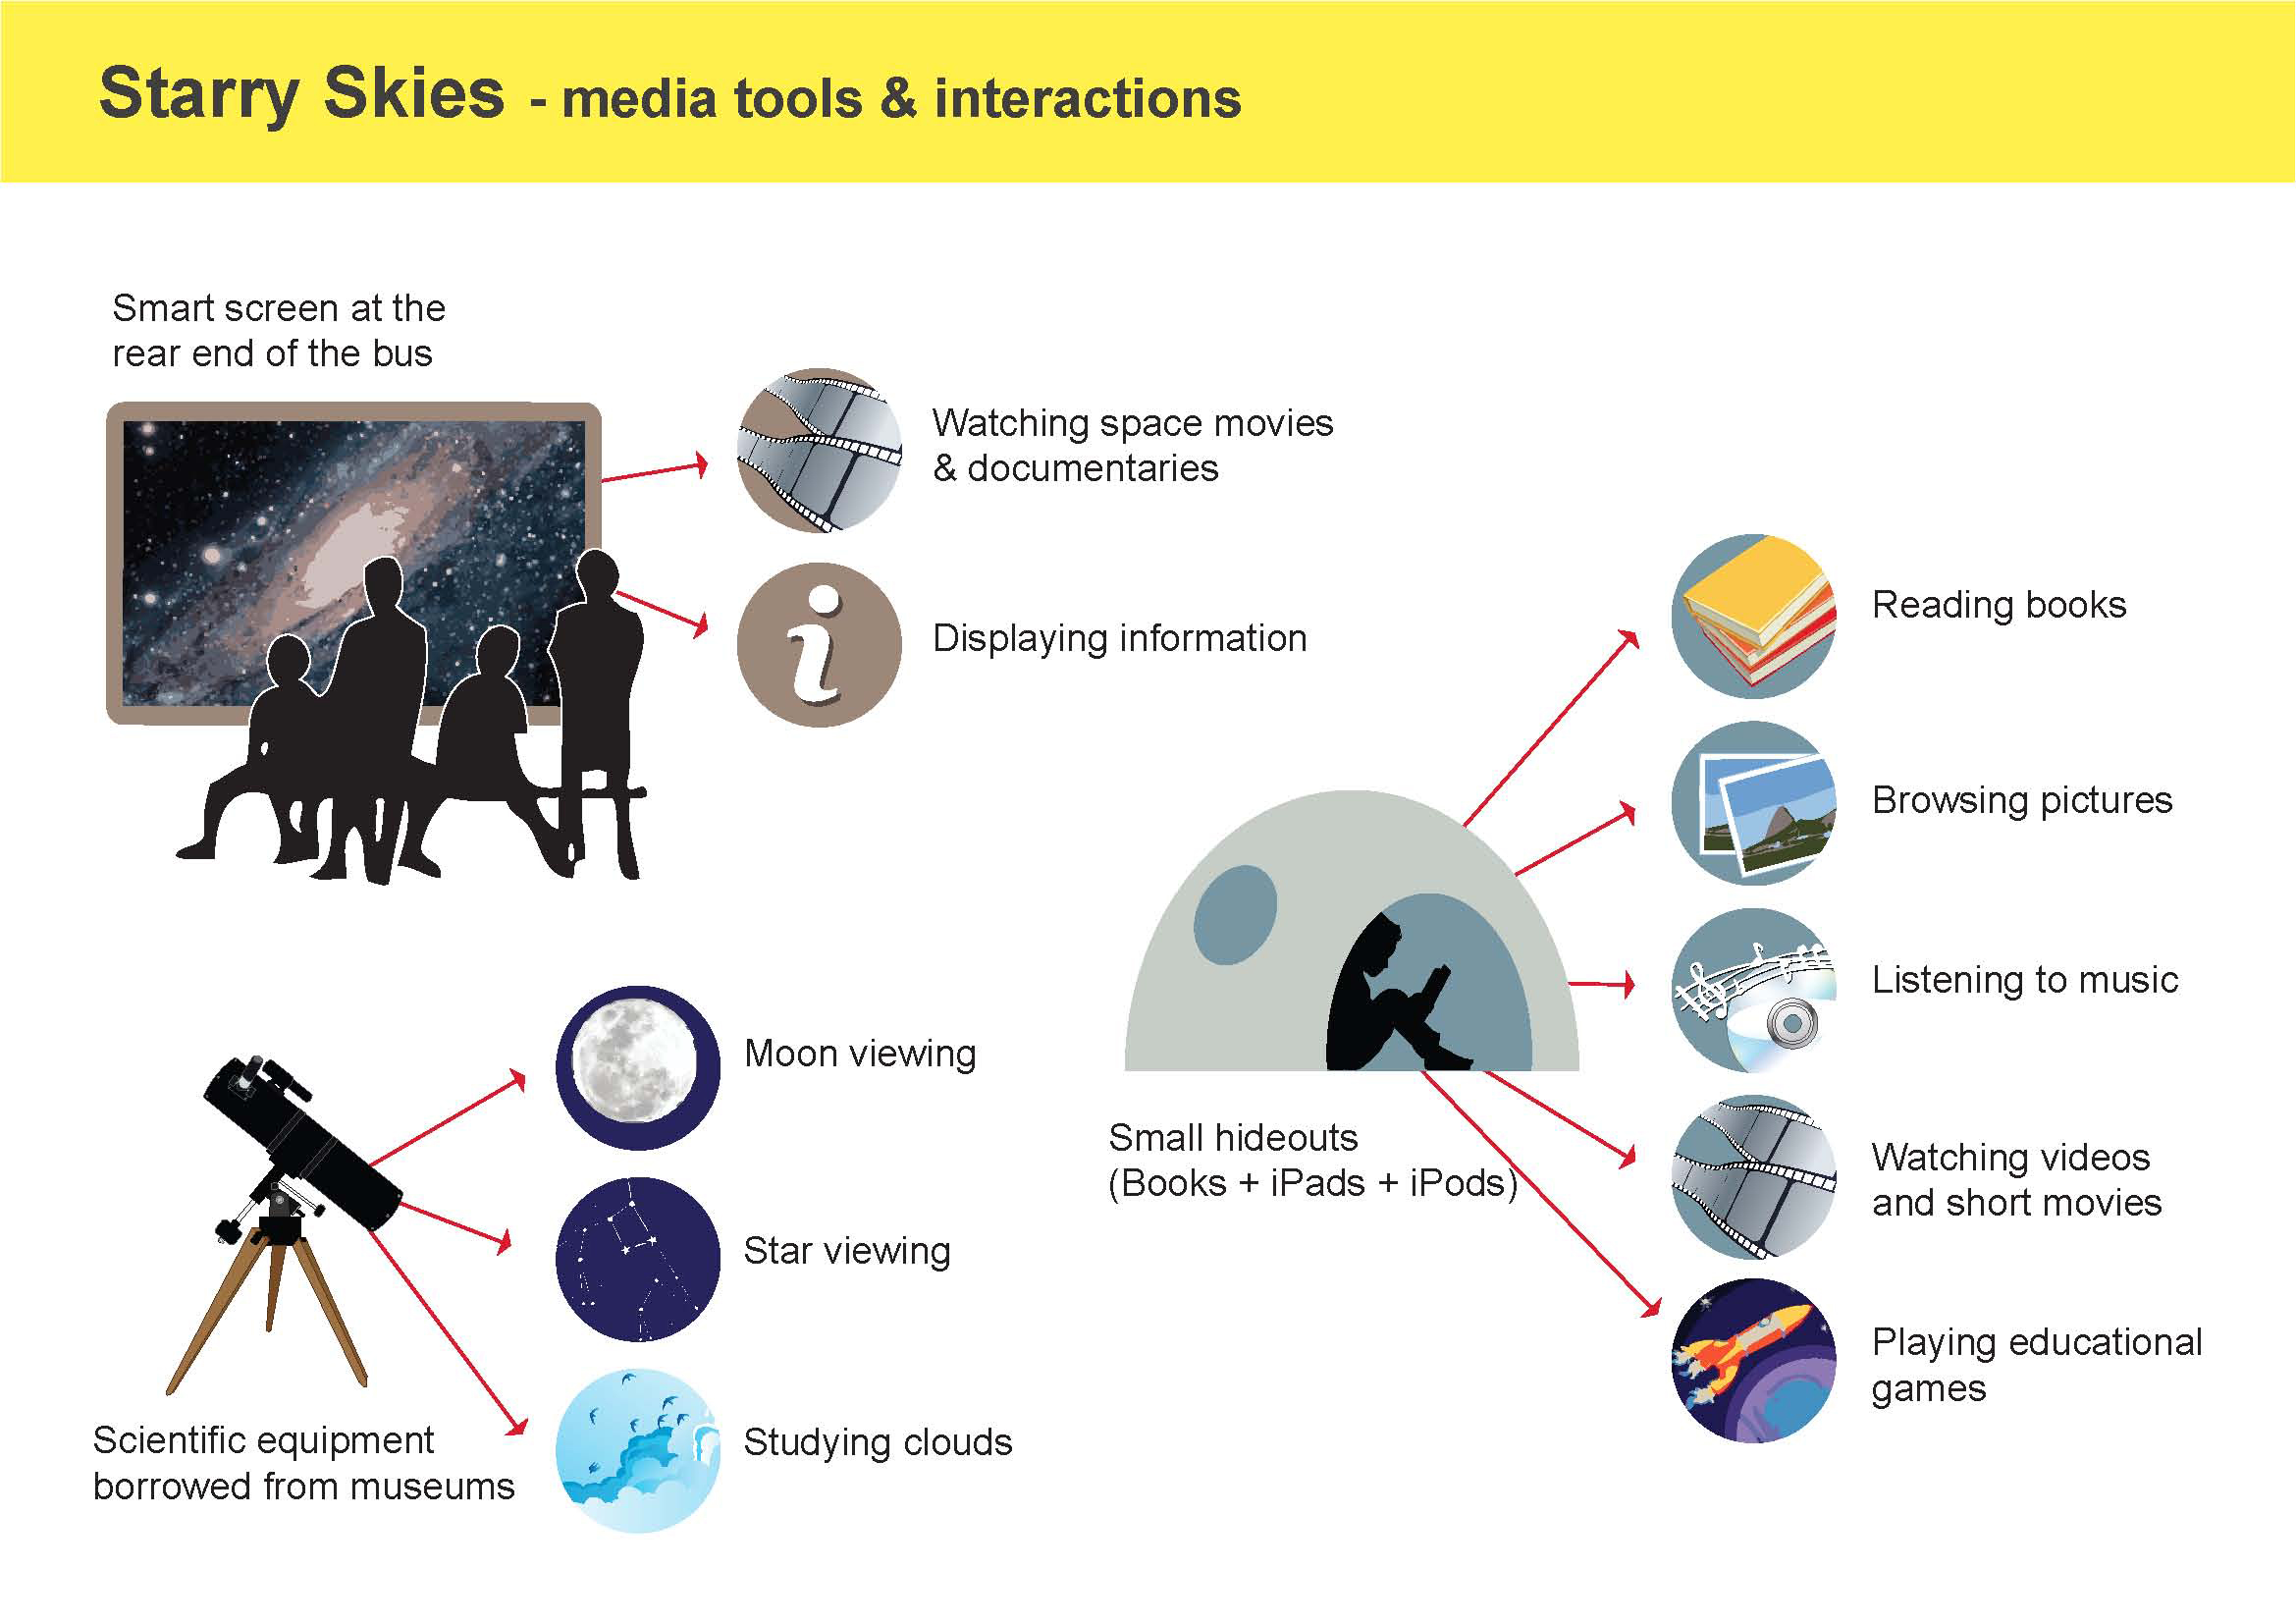 Starry Skies - media tools & interactions
Smart screen at the
rear end of the bus
Watching space movies
& documentaries
Displaying information
Moon viewing
Star viewing
Studying clouds
Scientific equipment
borrowed from museums
Small hideouts
(Books + iPads + iPods)
Reading books
Browsing pictures
Listening to music
Watching videos
and short movies
Playing educational
games